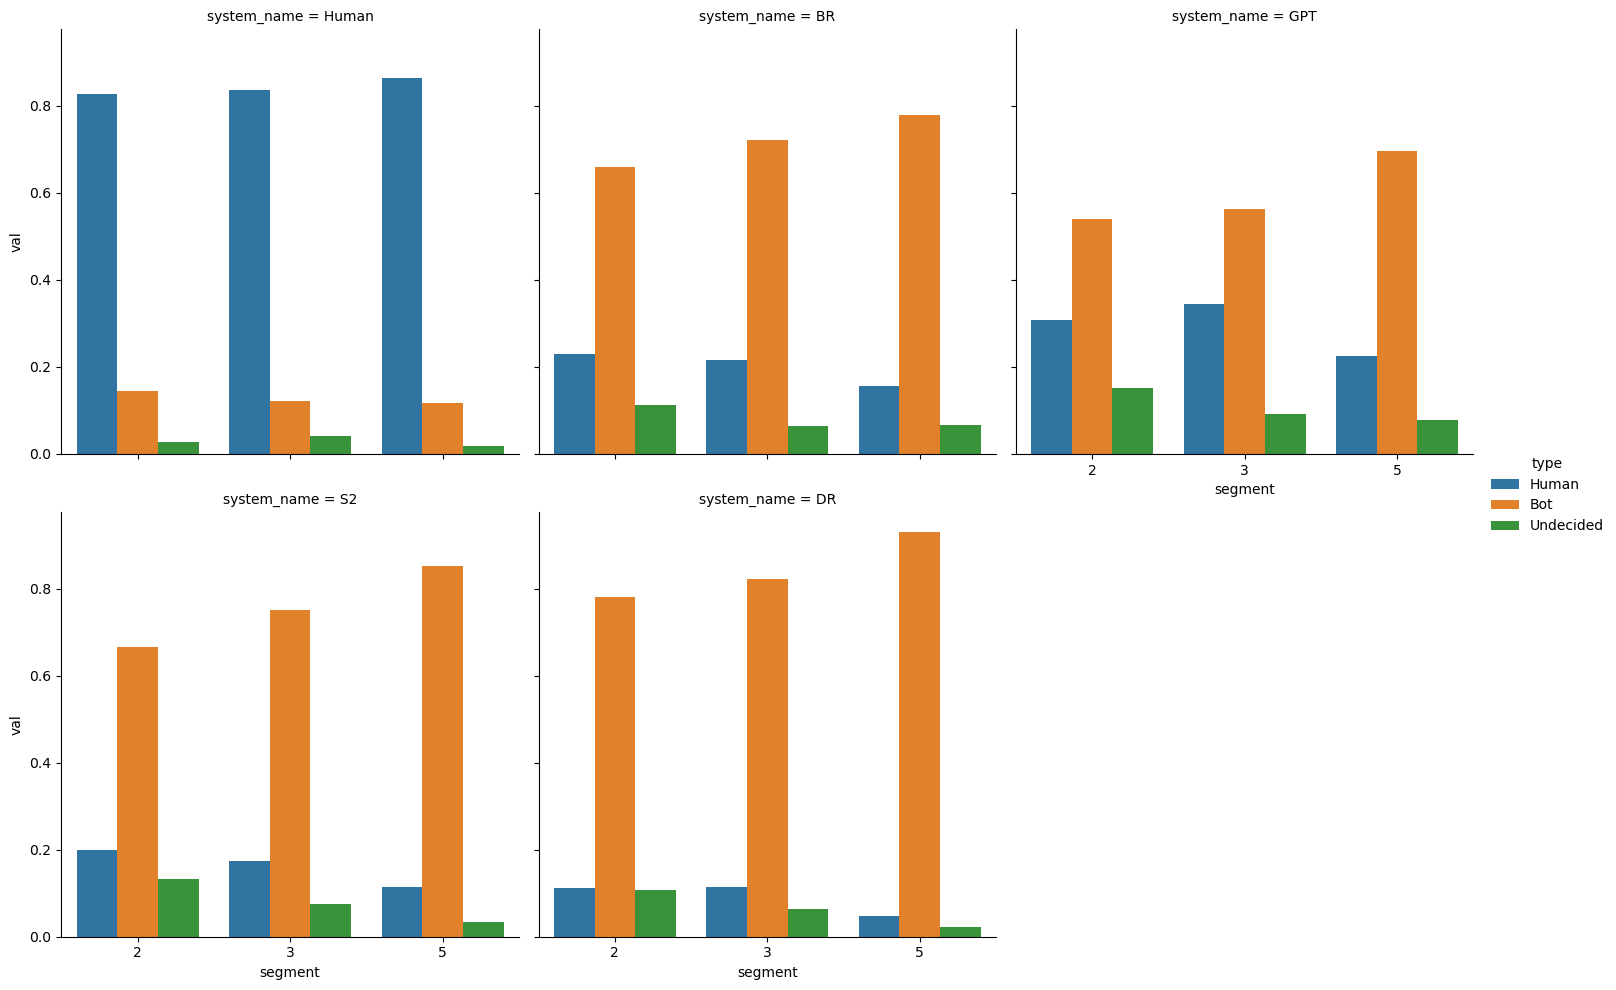 system_name = Human
system_name = BR
system_name = GPT
0.8
0.6
0.4
0.2
0.0
val
2
3
5
segment
type
Human
Bot
Undecided
system_name = S2
system_name = DR
0.8
0.6
0.4
0.2
0.0
val
2
3
5
segment
2
3
5
segment